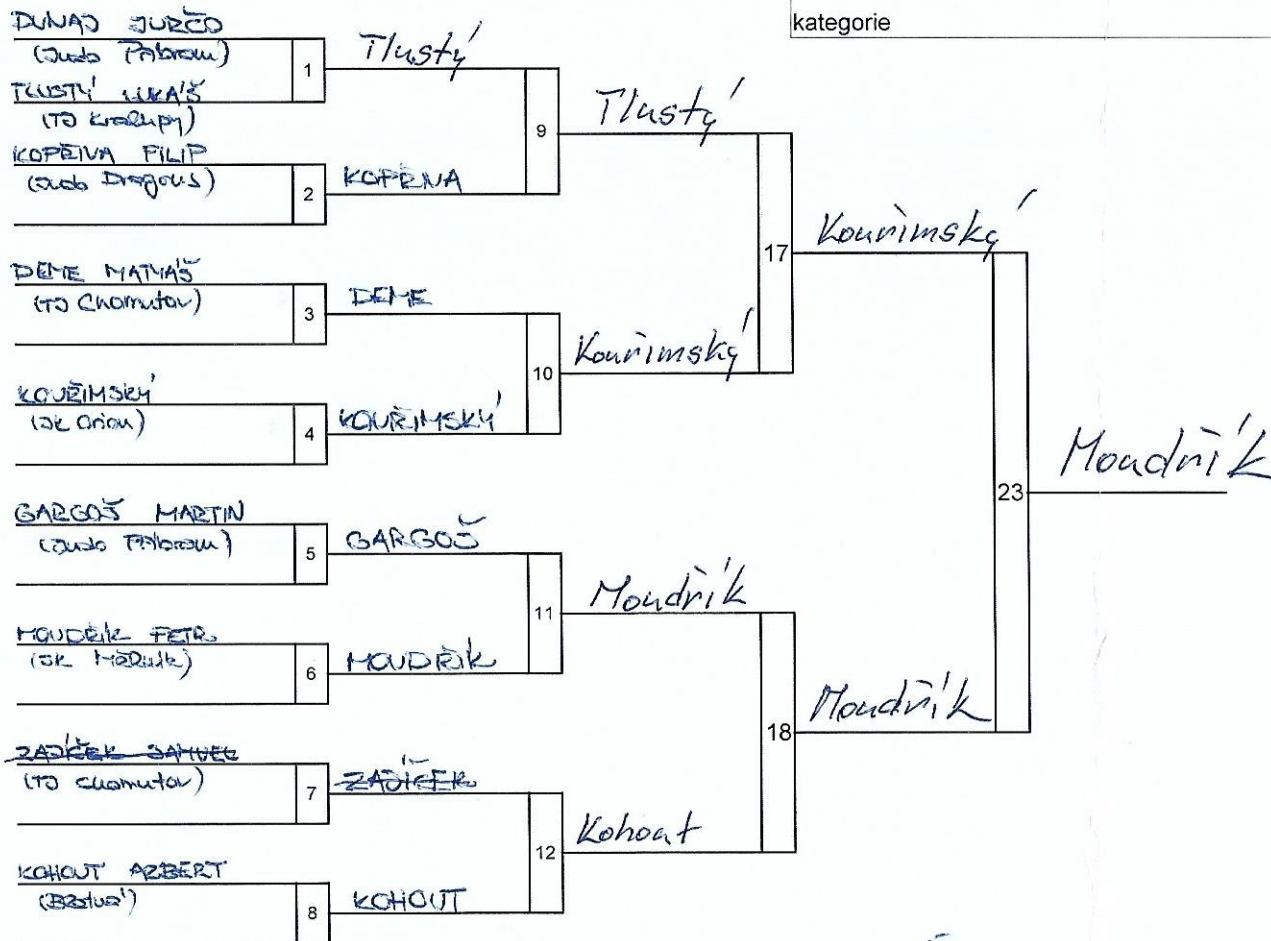 kategorie
DUNAJ JURČO
(Judo Příbram)
1
Tlustý
TLUSTÝ LUKÁŠ
(TJ Kralupy)
9
Tlustý
KOPŘIVA FILIP
(Judo Dragons)
2
KOPŘIVA
17
Kouřimský
DEME MATYÁŠ
(TJ Chomutov)
3
DEME
10
Kouřimský
KOUŘIMSKÝ
(JK Orion)
4
KOUŘIMSKÝ
23
Moudřík
GARGOŠ MARTIN
(Judo Příbram)
5
GARGOŠ
11
Moudřík
MOUDŘÍK PETR
(JK Mělník)
6
MOUDŘÍK
18
Moudřík
ZAJÍČEK SAMUEL
(TJ Chomutov)
7
ZAJÍČEK
12
Kohout
KOHOUT
8
KOHOUT